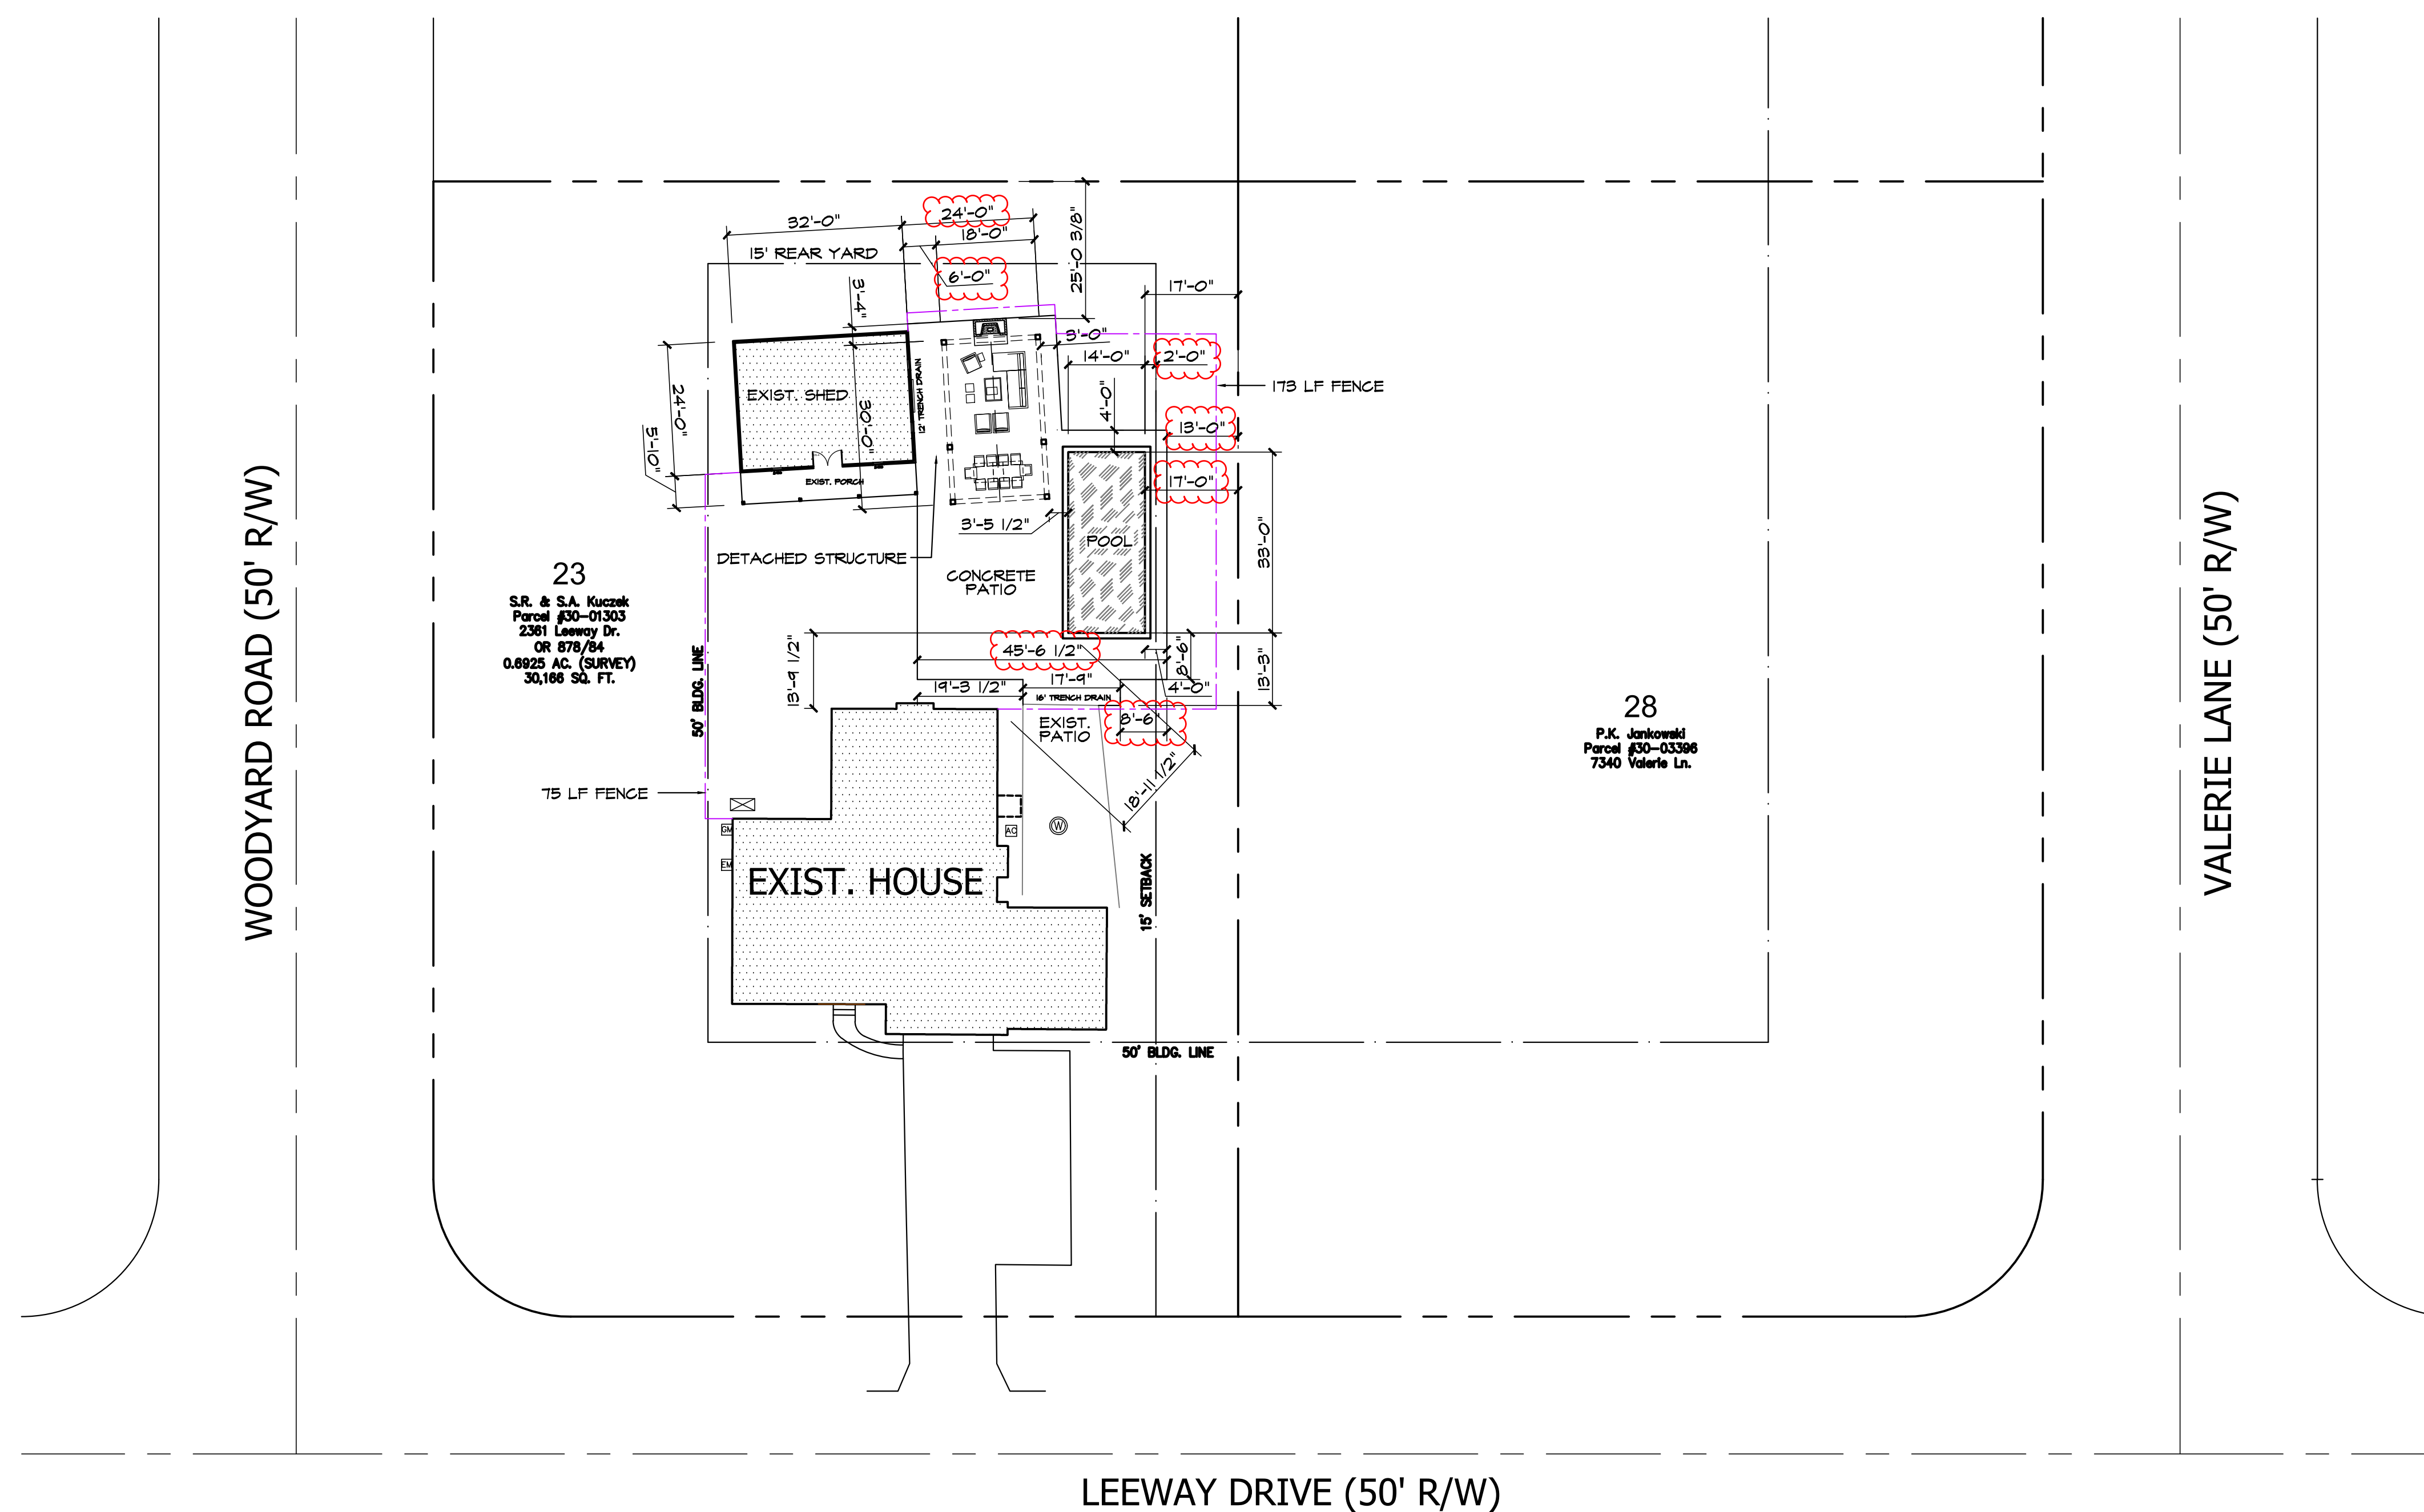 24'-0"
32'-0"
18'-0"
15' REAR YARD
25'-0 3/8"
6'-0"
17'-0"
3'-4"
3'-0"
14'-0"
2'-0"
173 LF FENCE
EXIST. SHED
12' TRENCH DRAIN
24'-0"
30'-0"
4'-0"
13'-0"
5'-10"
EXIST. PORCH
17'-0"
3'-5 1/2"
POOL
33'-0"
DETACHED STRUCTURE
CONCRETE
PATIO
WOODYARD ROAD (50' R/W)
VALERIE LANE (50' R/W)
23
S.R. & S.A. Kuczek
Parcel #30-01303
2361 Leeway Dr.
OR 878/84
0.6925 AC. (SURVEY)
30,166 SQ. FT.
50' BLDG. LINE
13'-9 1/2"
45'-6 1/2"
8'-6"
13'-3"
19'-3 1/2"
17'-9"
4'-0"
16' TRENCH DRAIN
EXIST.
PATIO
8'-6"
18'-11 1/2"
28
P.K. Jankowski
Parcel #30-03396
7340 Valerie Ln.
75 LF FENCE
GM
AC
W
EM
EXIST. HOUSE
15' SETBACK
50' BLDG. LINE
LEEWAY DRIVE (50' R/W)